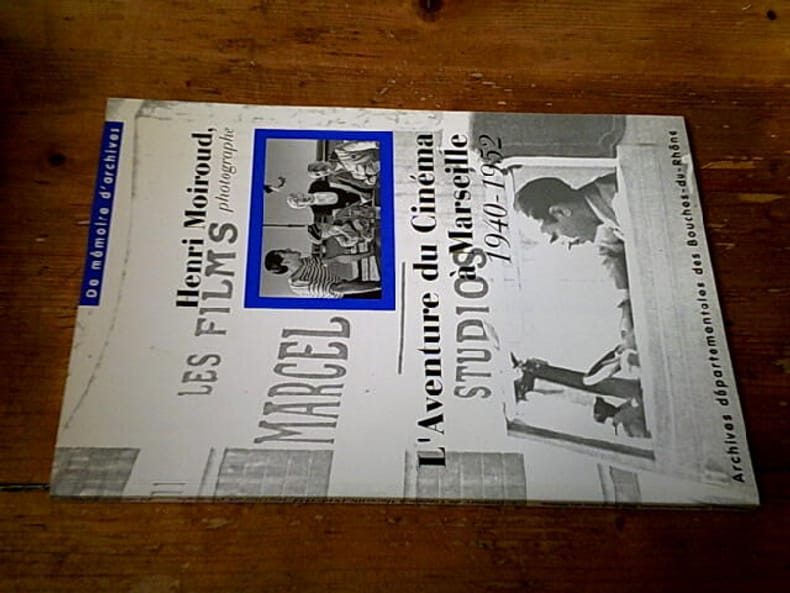 De mémoire d'archives
Henri Moiroud,
photographe
LES FILMS
MARCEL
L'Aventure du Cinéma
à Marseille
1940-1952
STUDIOS
Archives départementales des Bouches-du-Rhône